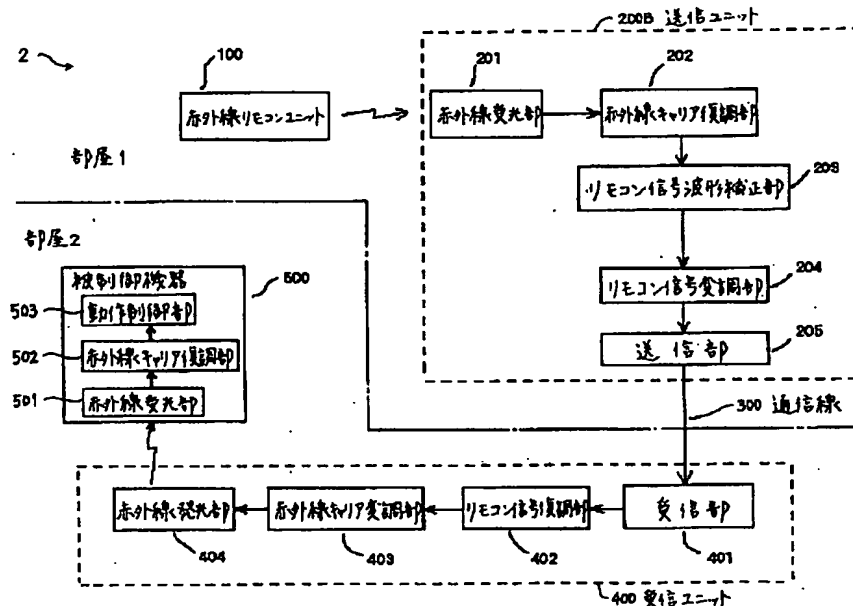 200B 送信ユニット
2
100
赤外線リモコンユニット
201
赤外線受光部
202
赤外線キャリア復調部
部屋1
リモコン信号波形補正部
203
部屋2
リモコン信号変調部
204
送信部
205
被制御機器
500
503
動作制御部
502
赤外線キャリア復調部
501
赤外線受光部
300 通信線
赤外線発光部
404
赤外線キャリア変調部
403
リモコン信号復調部
402
受信部
401
400 受信ユニット